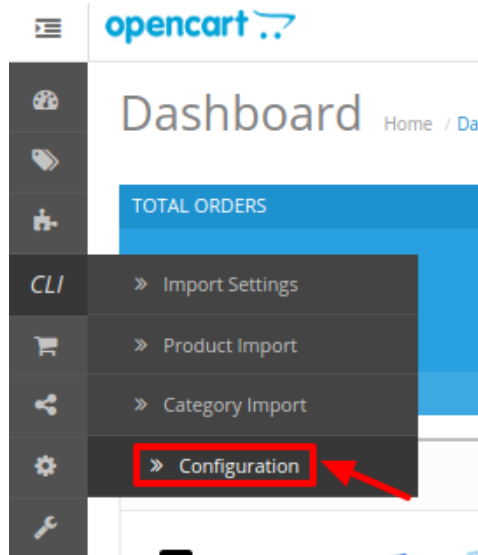 opencart
Dashboard Home / Da
TOTAL ORDERS
CLI
» Import Settings
» Product Import
» Category Import
» Configuration